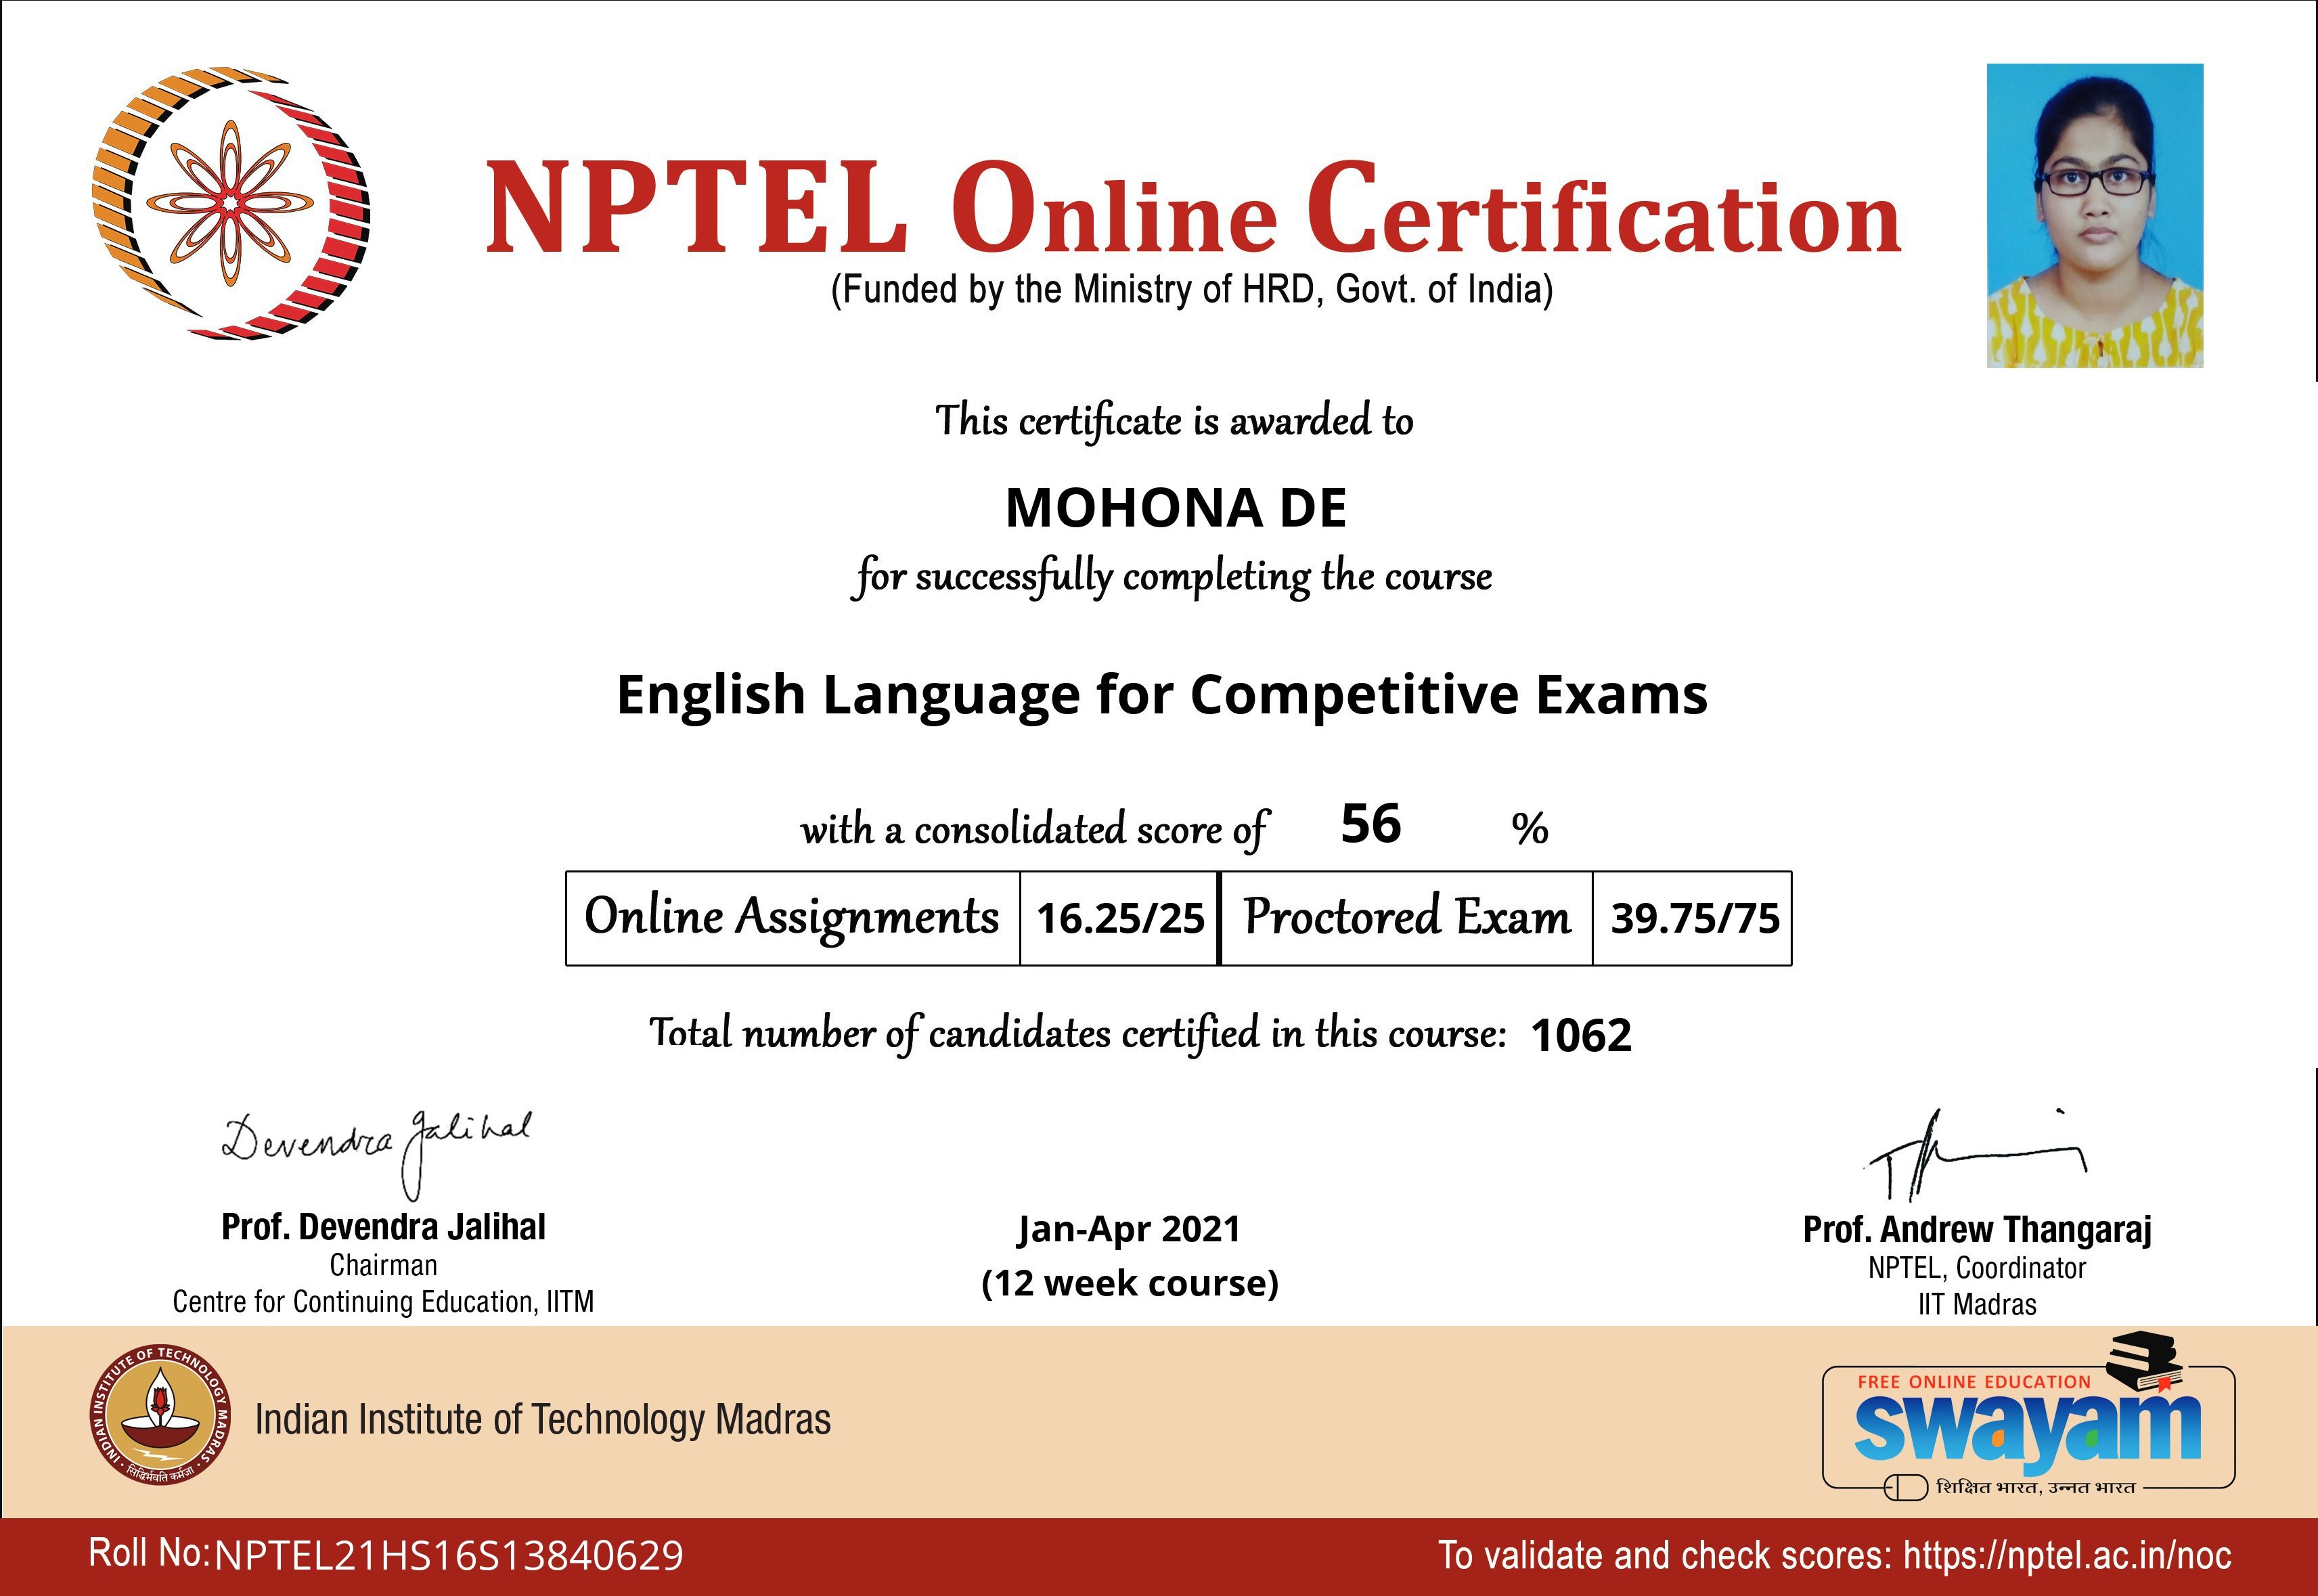 NPTEL Online Certification
(Funded by the Ministry of HRD, Govt. of India)
This certificate is awarded to
MOHONA DE
for successfully completing the course
English Language for Competitive Exams
with a consolidated score of 56 %
Online Assignments 16.25/25 Proctored Exam 39.75/75
Total number of candidates certified in this course: 1062
Devendra Jalihal
Prof. Devendra Jalihal
Chairman
Centre for Continuing Education, IITM
Jan-Apr 2021
(12 week course)
Prof. Andrew Thangaraj
NPTEL, Coordinator
IIT Madras
INDIAN INSTITUTE OF TECHNOLOGY MADRAS
सिद्धिर्भवति कर्मजा
Indian Institute of Technology Madras
FREE ONLINE EDUCATION
swayam
शिक्षित भारत, उन्नत भारत
Roll No:NPTEL21HS16S13840629
To validate and check scores: https://nptel.ac.in/noc